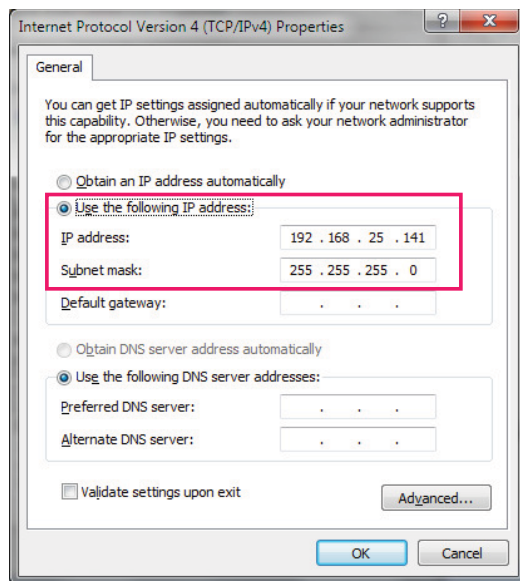 Internet Protocol Version 4 (TCP/IPv4) Properties
General
You can get IP settings assigned automatically if your network supports
this capability. Otherwise, you need to ask your network administrator
for the appropriate IP settings.
Obtain an IP address automatically
Use the following IP address:
IP address: 192 . 168 . 25 . 141
Subnet mask: 255 . 255 . 255 . 0
Default gateway: . . .
Obtain DNS server address automatically
Use the following DNS server addresses:
Preferred DNS server: . . .
Alternate DNS server: . . .
Validate settings upon exit
Advanced...
OK Cancel